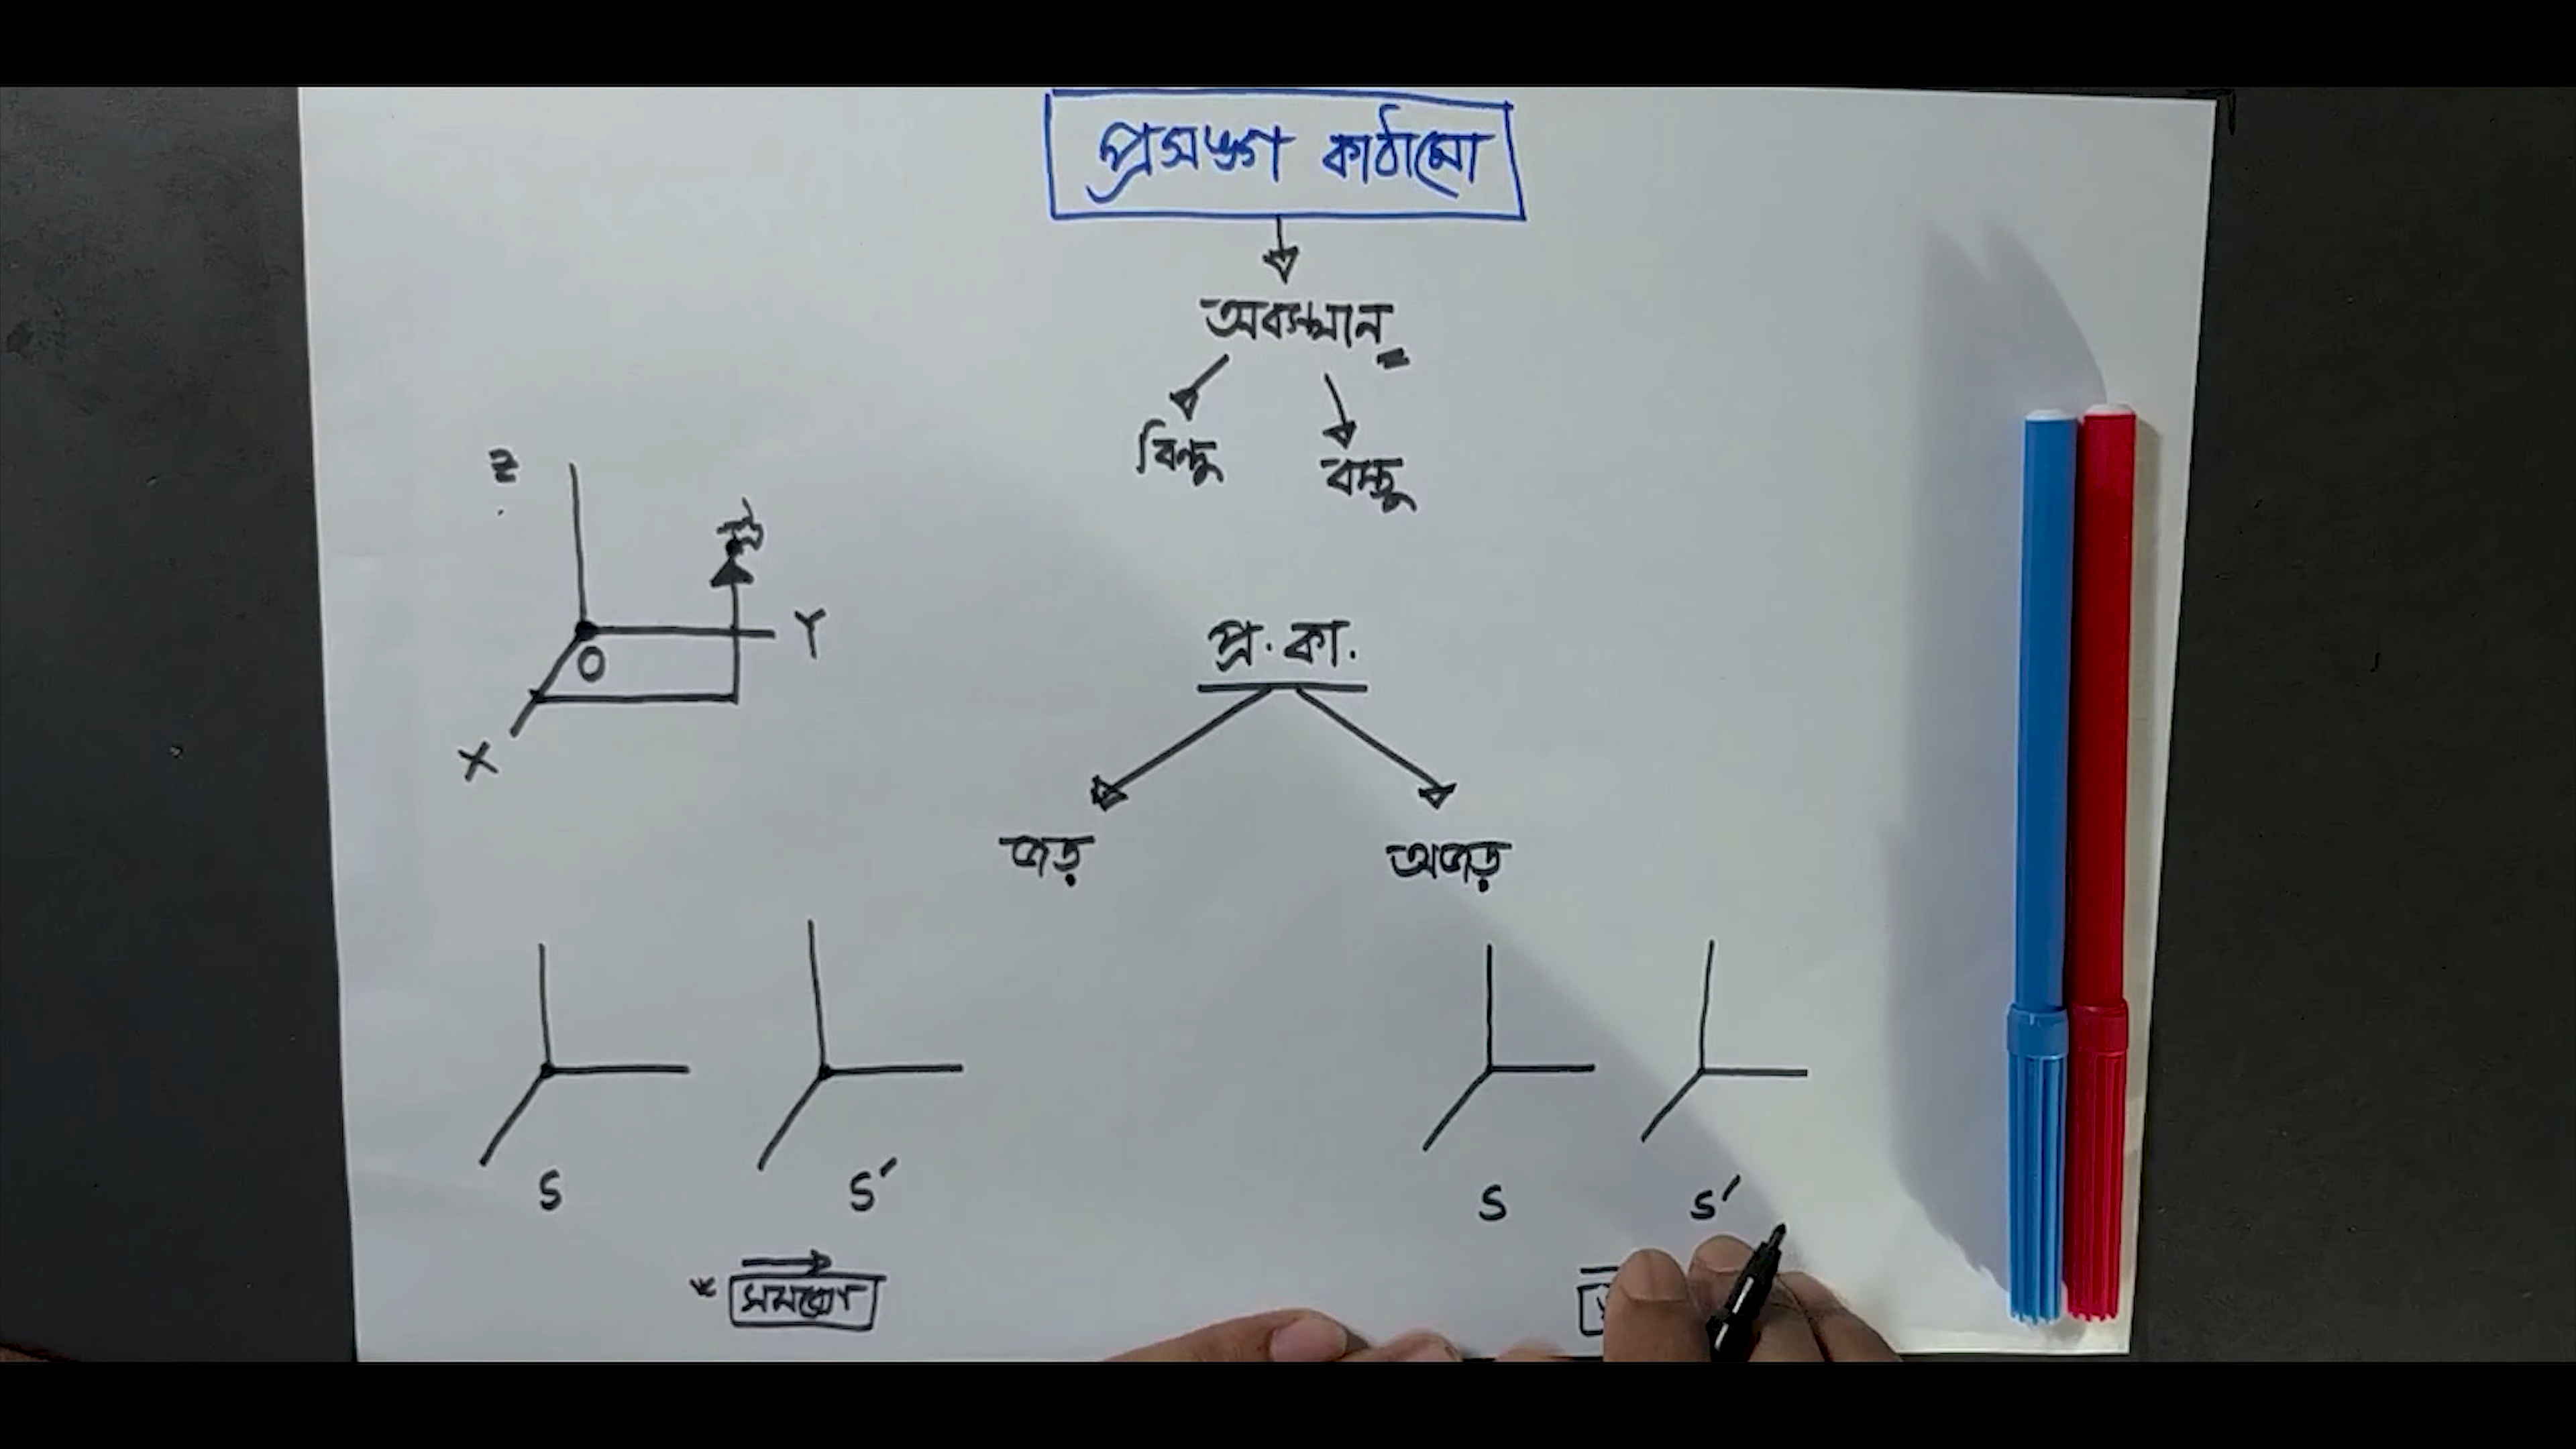 প্রসঙ্গ কাঠামো
অবস্থান
বিন্দু বস্তু
Z
Y
O
X
প্র. কা.
জড় অজড়
S S′ S S′
* সমবেগ